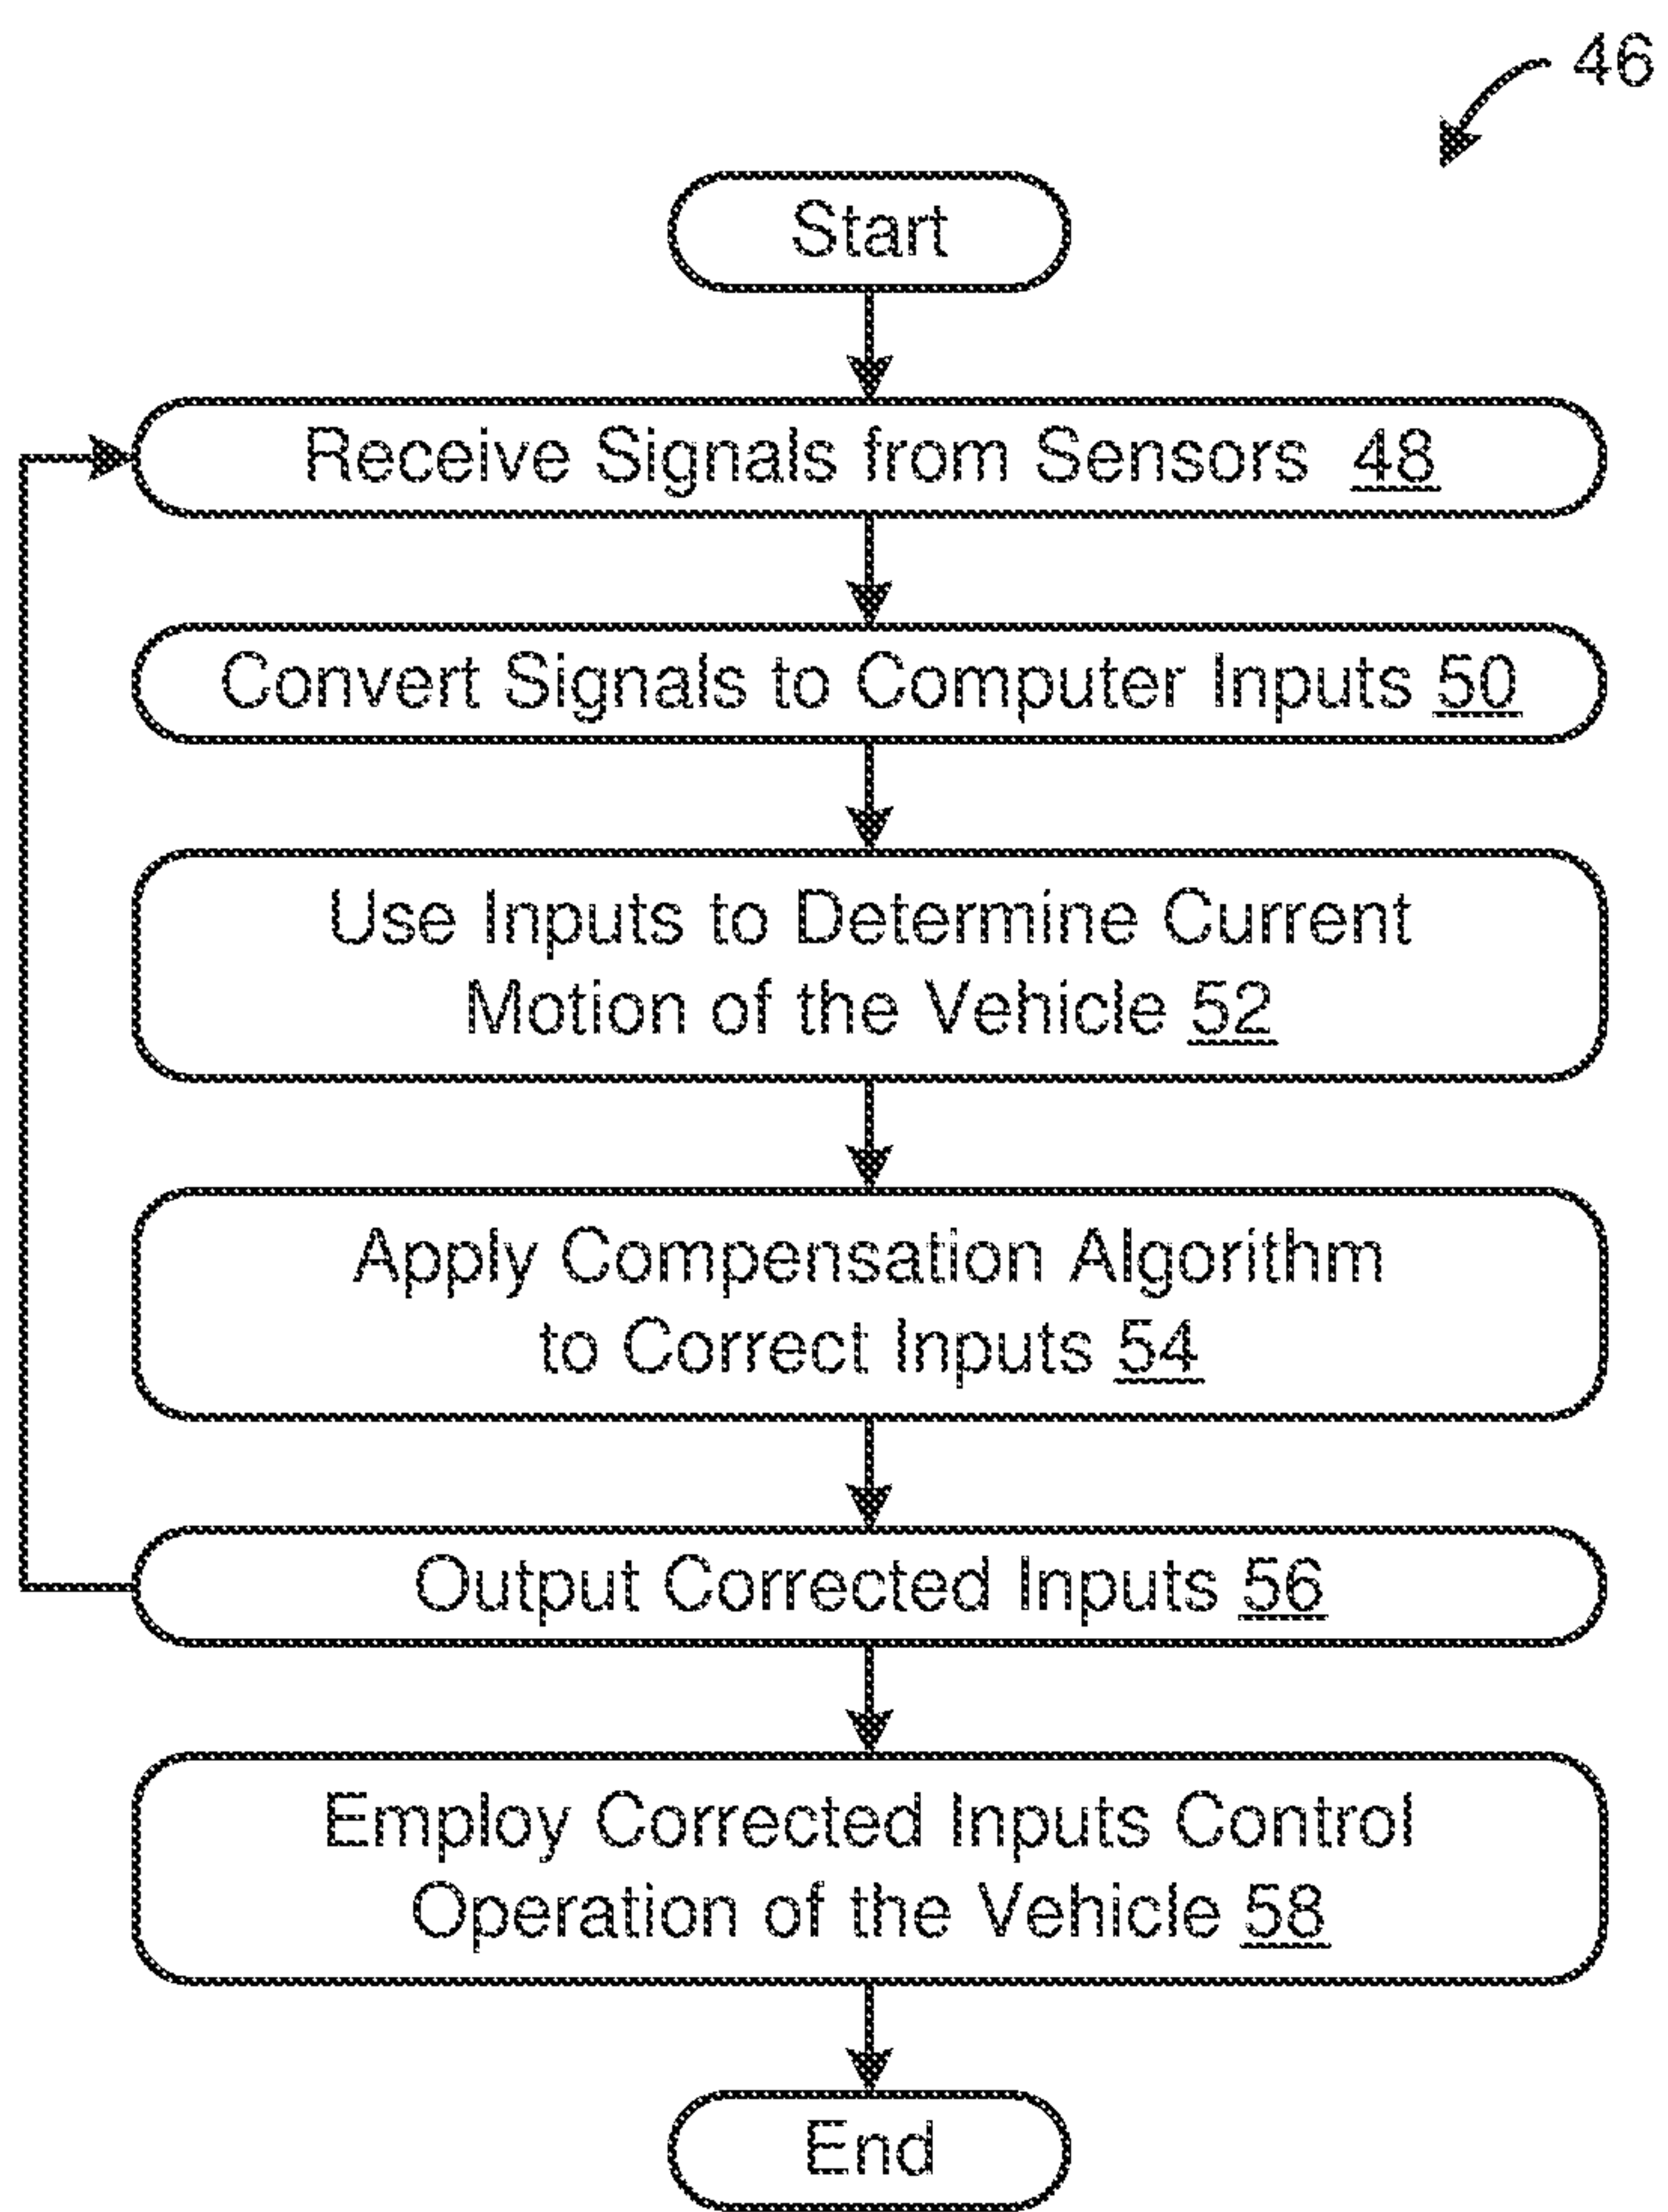 46
Start
Receive Signals from Sensors 48
Convert Signals to Computer Inputs 50
Use Inputs to Determine Current
Motion of the Vehicle 52
Apply Compensation Algorithm
to Correct Inputs 54
Output Corrected Inputs 56
Employ Corrected Inputs Control
Operation of the Vehicle 58
End